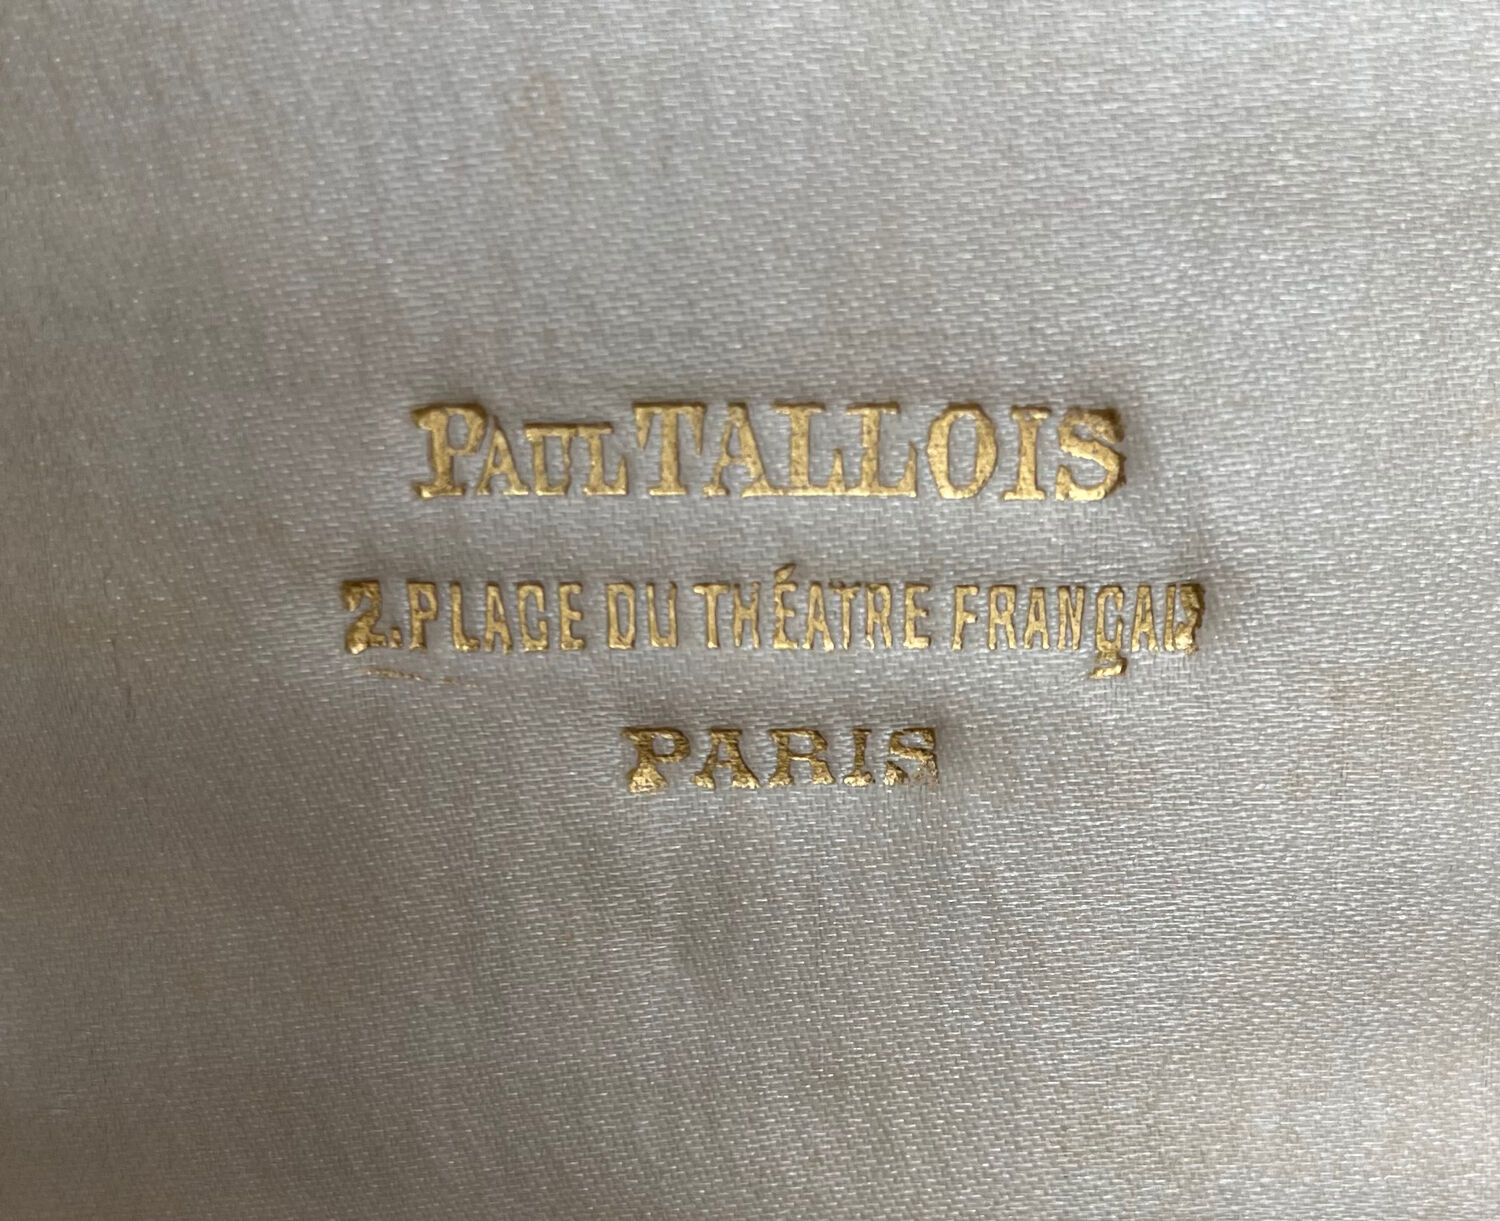 PAUL TALLOIS
2. PLACE DU THÉATRE FRANÇAIS
PARIS